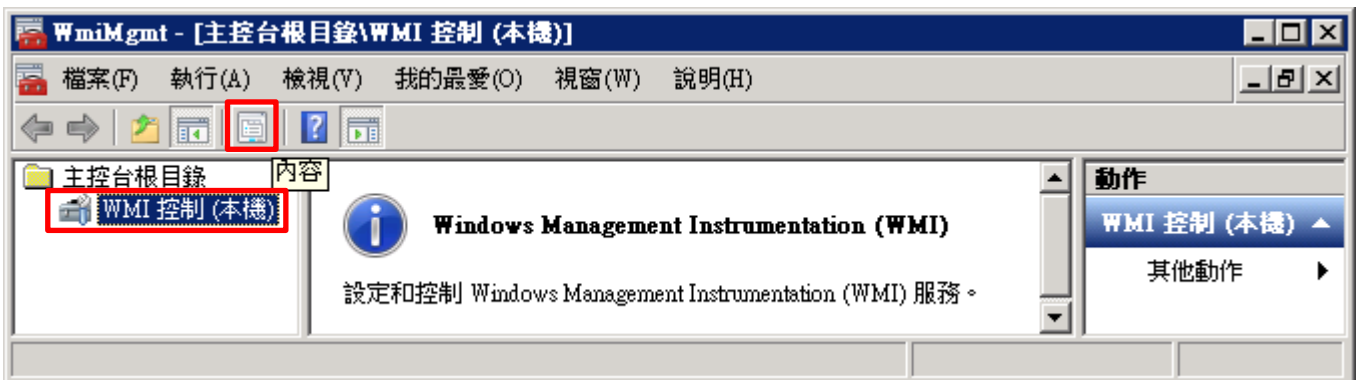 WmiMgmt - [主控台根目錄\WMI 控制 (本機)]
檔案(F) 執行(A) 檢視(V) 我的最愛(O) 視窗(W) 說明(H)
主控台根目錄
內容
WMI 控制 (本機)
Windows Management Instrumentation (WMI)
設定和控制 Windows Management Instrumentation (WMI) 服務。
動作
WMI 控制 (本機)
其他動作